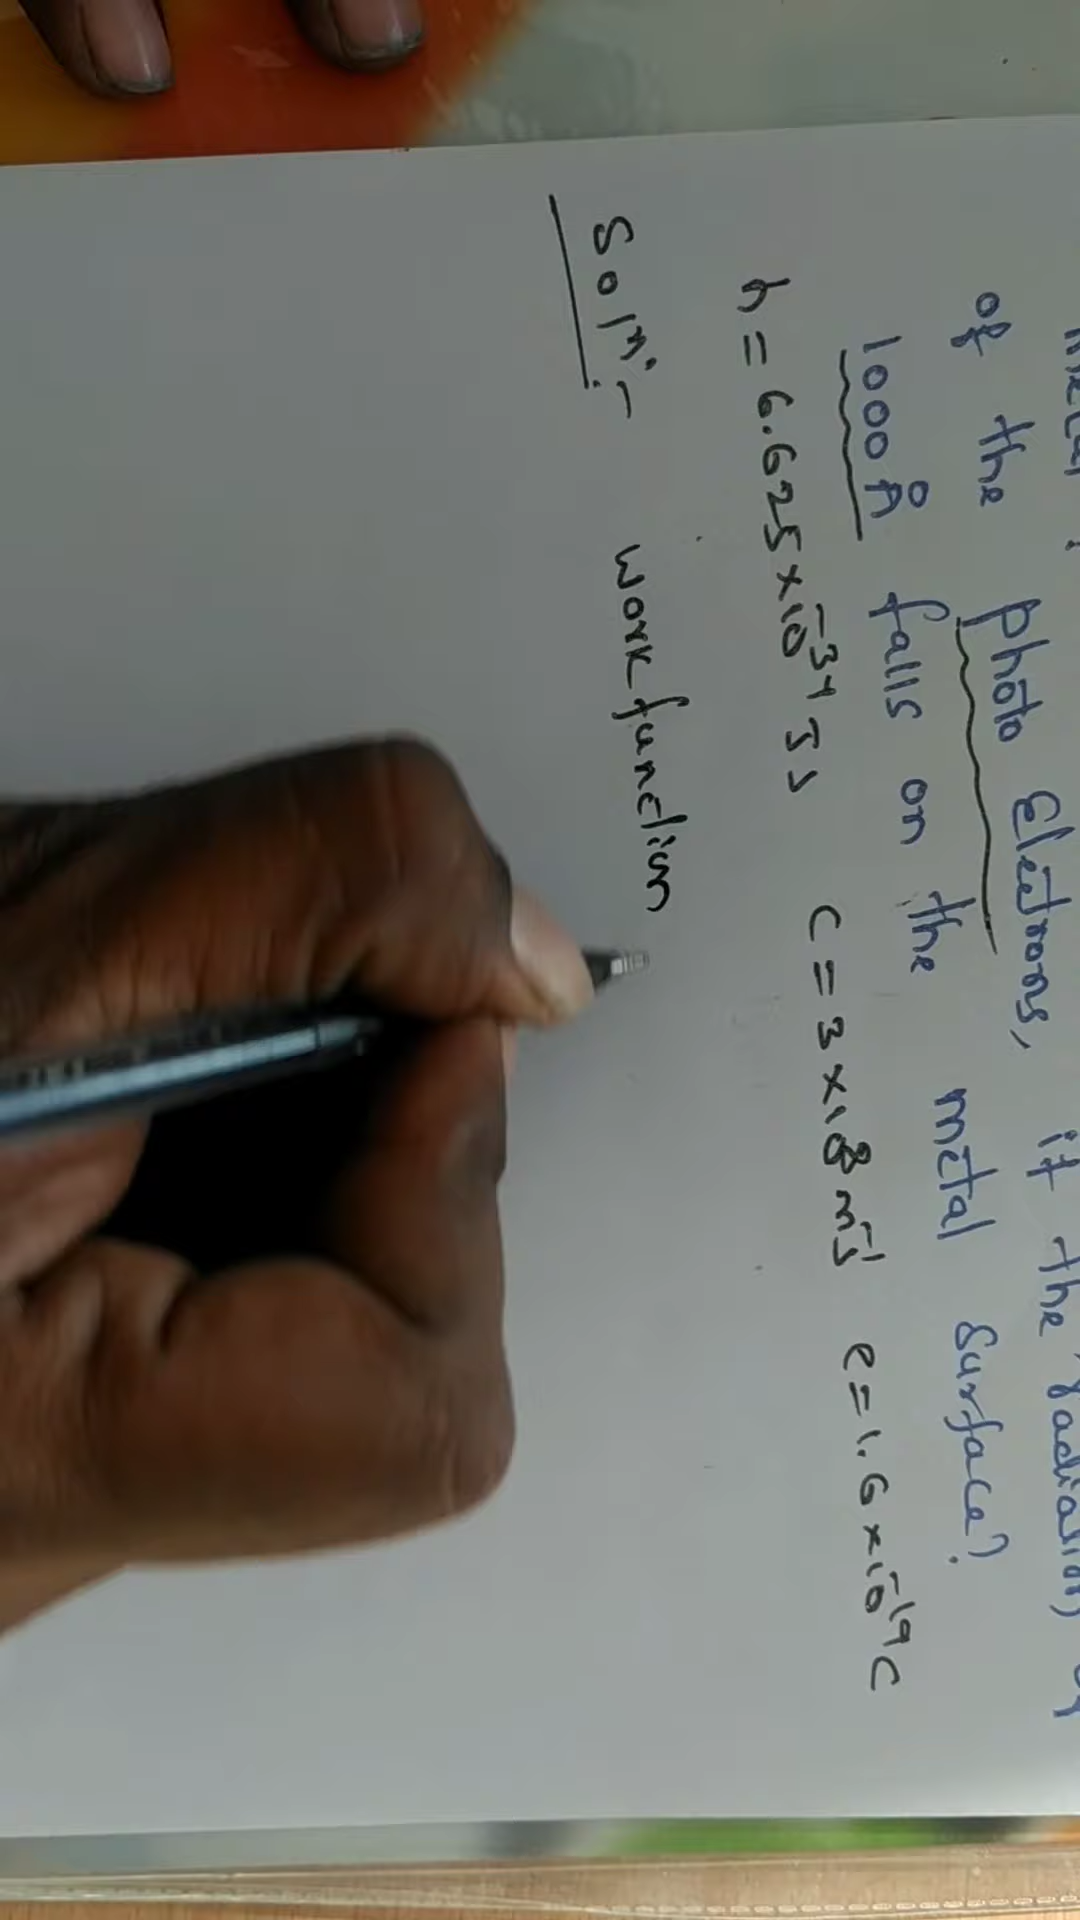 of the photo Electrons, if the radiation
1000 Å falls on the metal surface?
h = 6.625×10⁻³⁴ Js C = 3×10⁸ ms⁻¹ e = 1.6×10⁻¹⁹ C
Soln:- work function